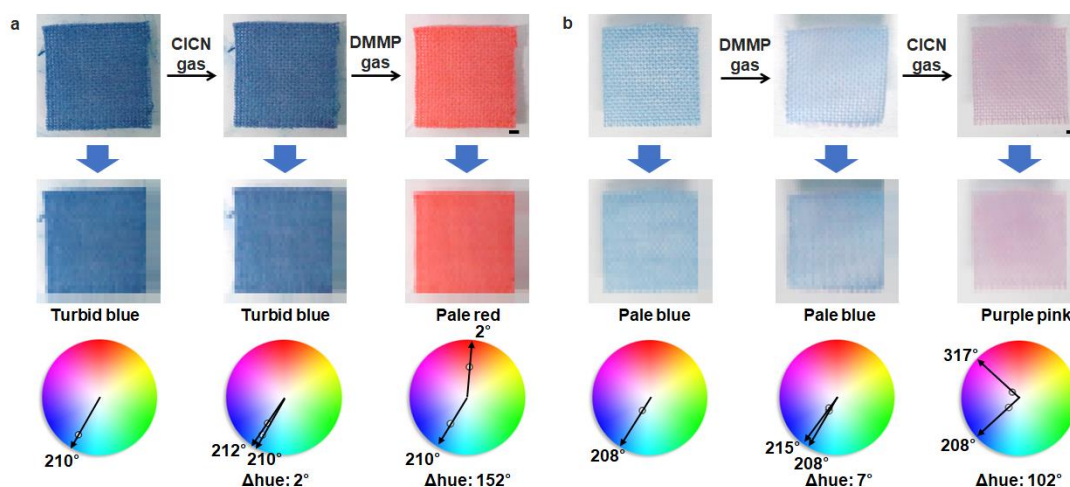 a
ClCN
gas
DMMP
gas
b
DMMP
gas
ClCN
gas
Turbid blue
Turbid blue
Pale red
Pale blue
Pale blue
Purple pink
210°
212°
210°
Δhue: 2°
2°
210°
Δhue: 152°
208°
215°
208°
Δhue: 7°
317°
208°
Δhue: 102°